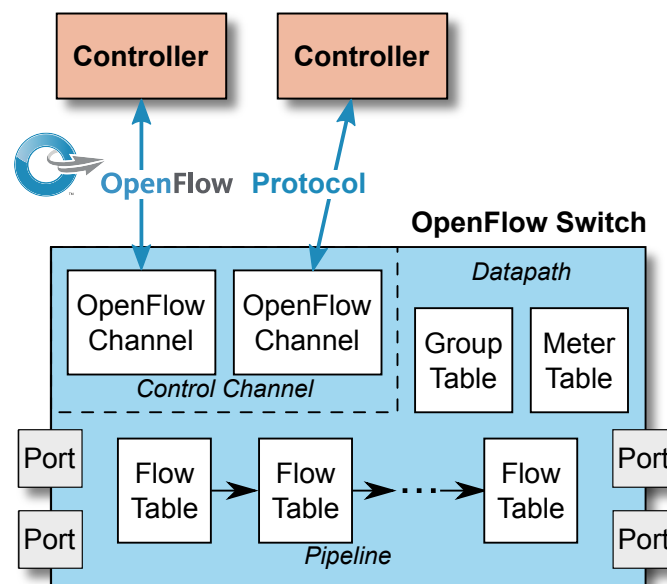 Controller
Controller
OpenFlow Protocol
™
OpenFlow Switch
Datapath
OpenFlow
Channel
OpenFlow
Channel
Control Channel
Group
Table
Meter
Table
Port
Port
Flow
Table
Flow
Table
...
Flow
Table
Port
Port
Pipeline